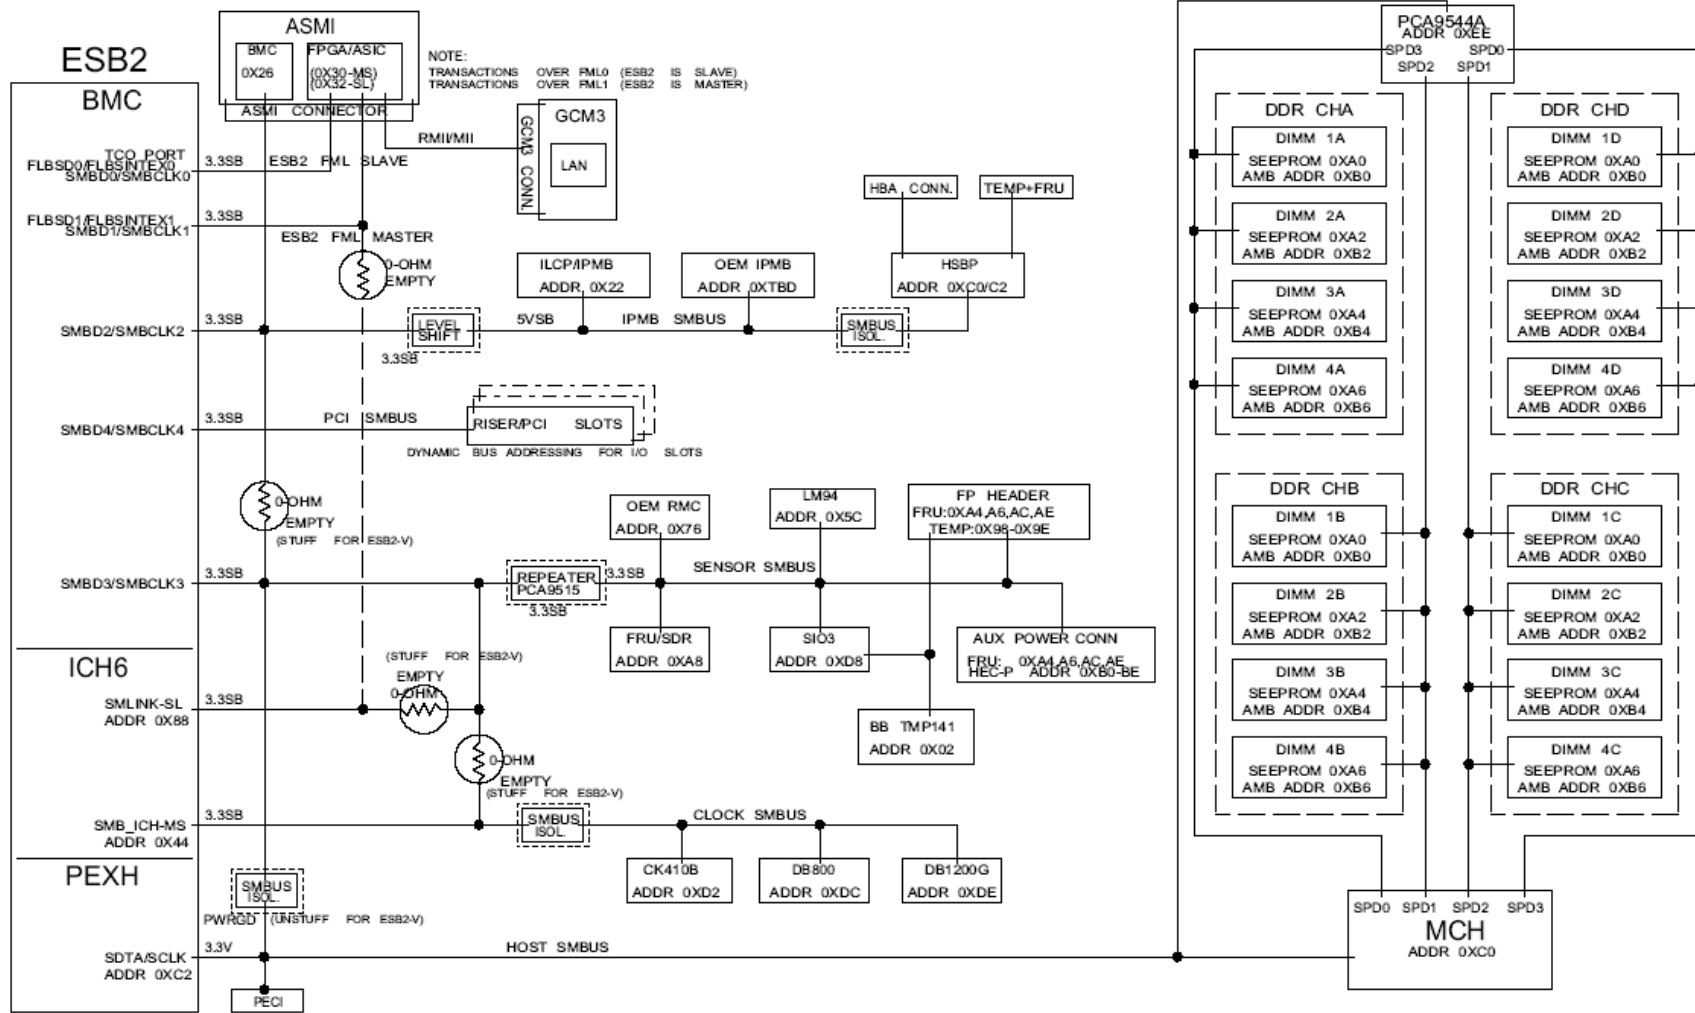 ESB2
BMC
TCO PORT
FLBSD0/FLBSINTEX0
SMBD0/SMBCLK0
FLBSD1/FLBSINTEX1
SMBD1/SMBCLK1
SMBD2/SMBCLK2
SMBD4/SMBCLK4
SMBD3/SMBCLK3
ICH6
SMLINK-SL
ADDR 0X88
SMB_ICH-MS
ADDR 0X44
PEXH
SDTA/SCLK
ADDR 0XC2
ASMI
BMC
0X26
FPGA/ASIC
(0X30-MS)
(0X32-SL)
ASMI CONNECTOR
NOTE:
TRANSACTIONS OVER FML0 (ESB2 IS SLAVE)
TRANSACTIONS OVER FML1 (ESB2 IS MASTER)
RMII/MII
GCM3 CONN.
GCM3
LAN
3.3SB
ESB2 FML SLAVE
3.3SB
ESB2 FML MASTER
0-OHM
EMPTY
HBA CONN.
TEMP+FRU
ILCP/IPMB
ADDR 0X22
OEM IPMB
ADDR 0XTBD
HSBP
ADDR 0XC0/C2
3.3SB
LEVEL
SHIFT
3.3SB
5VSB
IPMB SMBUS
SMBUS
ISOL.
3.3SB
PCI SMBUS
RISER/PCI SLOTS
DYNAMIC BUS ADDRESSING FOR I/O SLOTS
0-OHM
EMPTY
(STUFF FOR ESB2-V)
OEM RMC
ADDR 0X76
LM94
ADDR 0X5C
FP HEADER
FRU:0XA4,A6,AC,AE
TEMP:0X98-0X9E
3.3SB
REPEATER
PCA9515
3.3SB
3.3SB
SENSOR SMBUS
FRU/SDR
ADDR 0XA8
SIO3
ADDR 0XD8
AUX POWER CONN
FRU: 0XA4,A6,AC,AE
HEC-P ADDR 0XB0-BE
BB TMP141
ADDR 0X02
(STUFF FOR ESB2-V)
EMPTY
0-OHM
3.3SB
0-OHM
EMPTY
(STUFF FOR ESB2-V)
3.3SB
SMBUS
ISOL.
CLOCK SMBUS
CK410B
ADDR 0XD2
DB800
ADDR 0XDC
DB1200G
ADDR 0XDE
SMBUS
ISOL.
PWRGD (UNSTUFF FOR ESB2-V)
3.3V
HOST SMBUS
PECI
PCA9544A
ADDR 0XEE
SPD3
SPD0
SPD2
SPD1
DDR CHA
DIMM 1A
SEEPROM 0XA0
AMB ADDR 0XB0
DIMM 2A
SEEPROM 0XA2
AMB ADDR 0XB2
DIMM 3A
SEEPROM 0XA4
AMB ADDR 0XB4
DIMM 4A
SEEPROM 0XA6
AMB ADDR 0XB6
DDR CHD
DIMM 1D
SEEPROM 0XA0
AMB ADDR 0XB0
DIMM 2D
SEEPROM 0XA2
AMB ADDR 0XB2
DIMM 3D
SEEPROM 0XA4
AMB ADDR 0XB4
DIMM 4D
SEEPROM 0XA6
AMB ADDR 0XB6
DDR CHB
DIMM 1B
SEEPROM 0XA0
AMB ADDR 0XB0
DIMM 2B
SEEPROM 0XA2
AMB ADDR 0XB2
DIMM 3B
SEEPROM 0XA4
AMB ADDR 0XB4
DIMM 4B
SEEPROM 0XA6
AMB ADDR 0XB6
DDR CHC
DIMM 1C
SEEPROM 0XA0
AMB ADDR 0XB0
DIMM 2C
SEEPROM 0XA2
AMB ADDR 0XB2
DIMM 3C
SEEPROM 0XA4
AMB ADDR 0XB4
DIMM 4C
SEEPROM 0XA6
AMB ADDR 0XB6
SPD0 SPD1 SPD2 SPD3
MCH
ADDR 0XC0